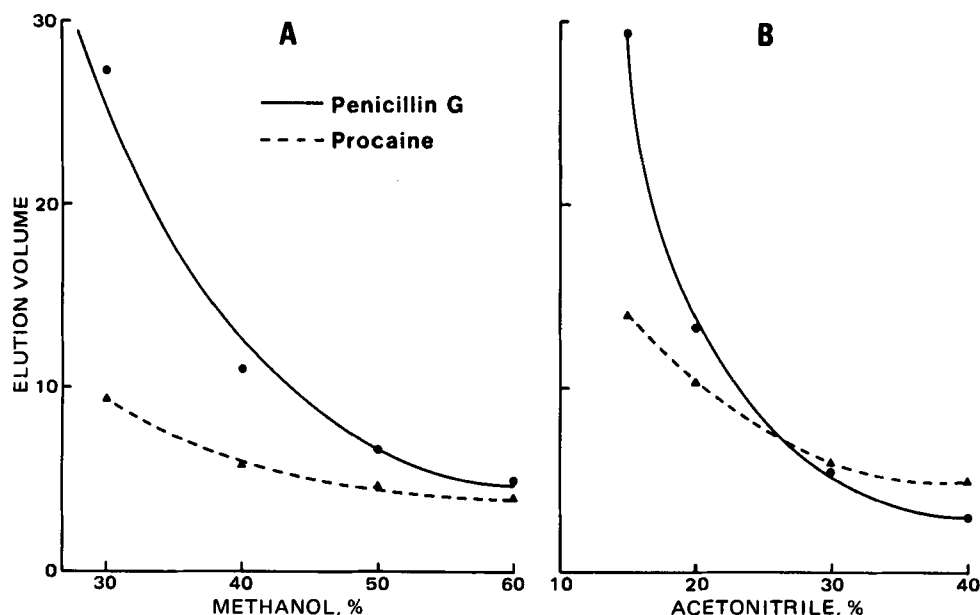 30
A
B
Penicillin G
Procaine
20
ELUTION VOLUME
10
0
30 40 50 60
METHANOL, %
10 20 30 40
ACETONITRILE, %